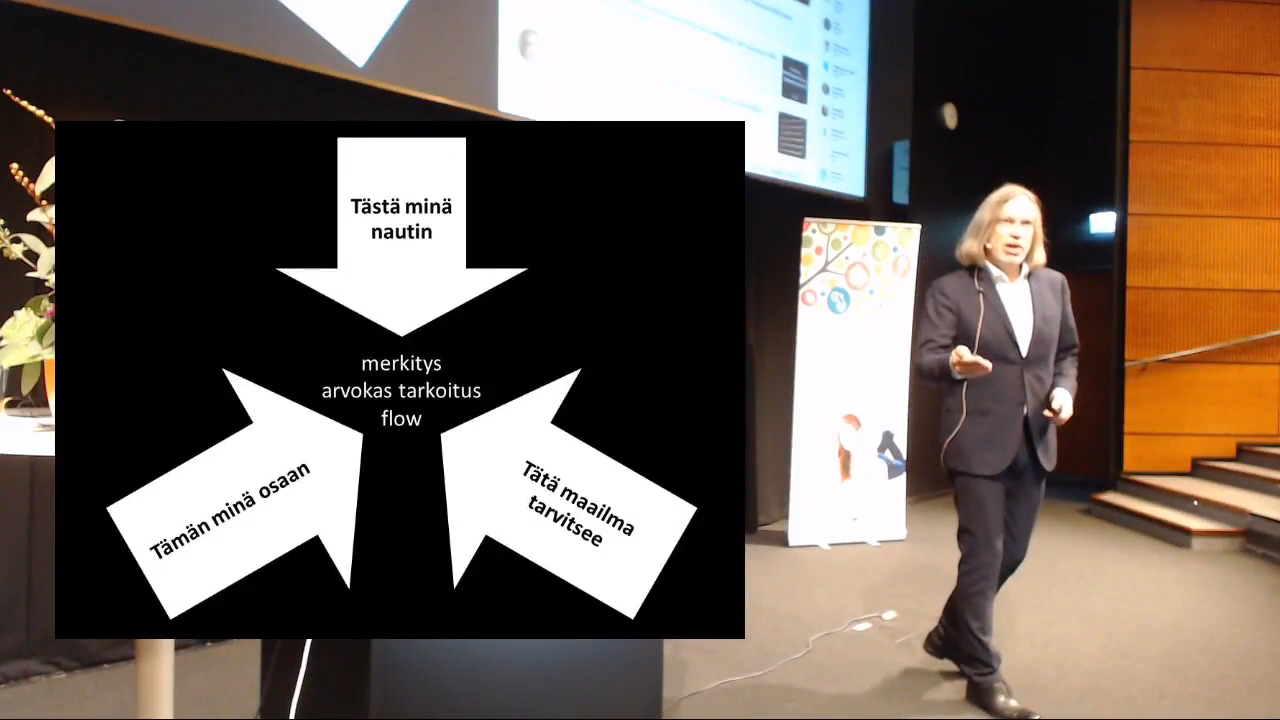 Tästä minä
nautin
merkitys
arvokas tarkoitus
flow
Tämän minä osaan
Tätä maailma
tarvitsee